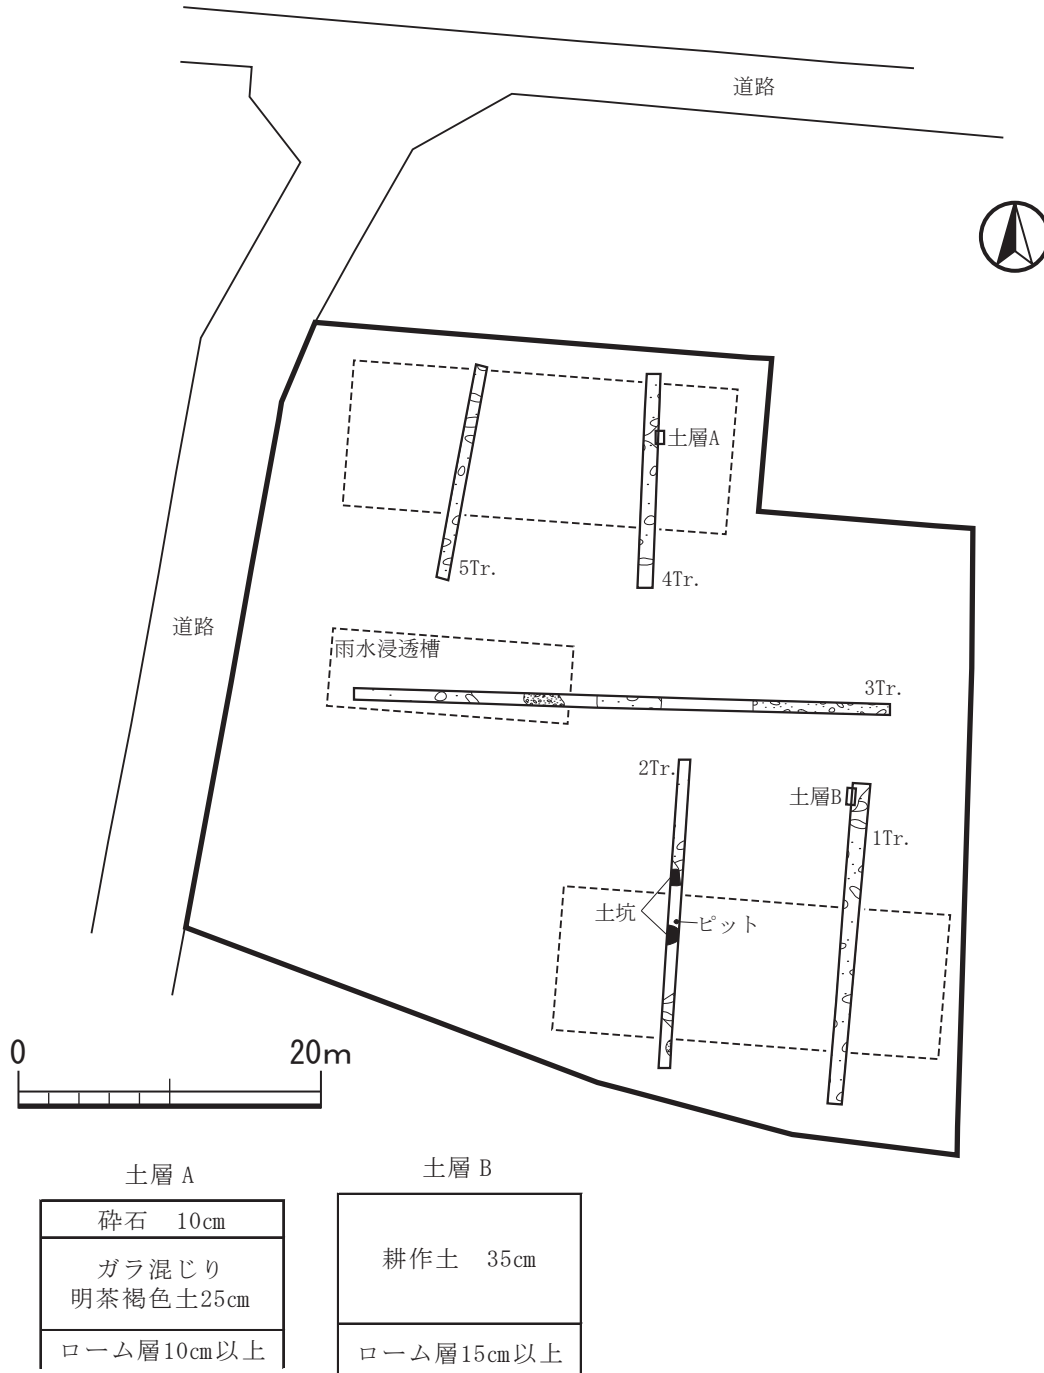 道路
土層A
5Tr.
4Tr.
道路
雨水浸透槽
3Tr.
2Tr.
土層B
1Tr.
土坑
ピット
0 20m
土層 A
砕石 10cm
ガラ混じり
明茶褐色土25cm
ローム層10cm以上
土層 B
耕作土 35cm
ローム層15cm以上